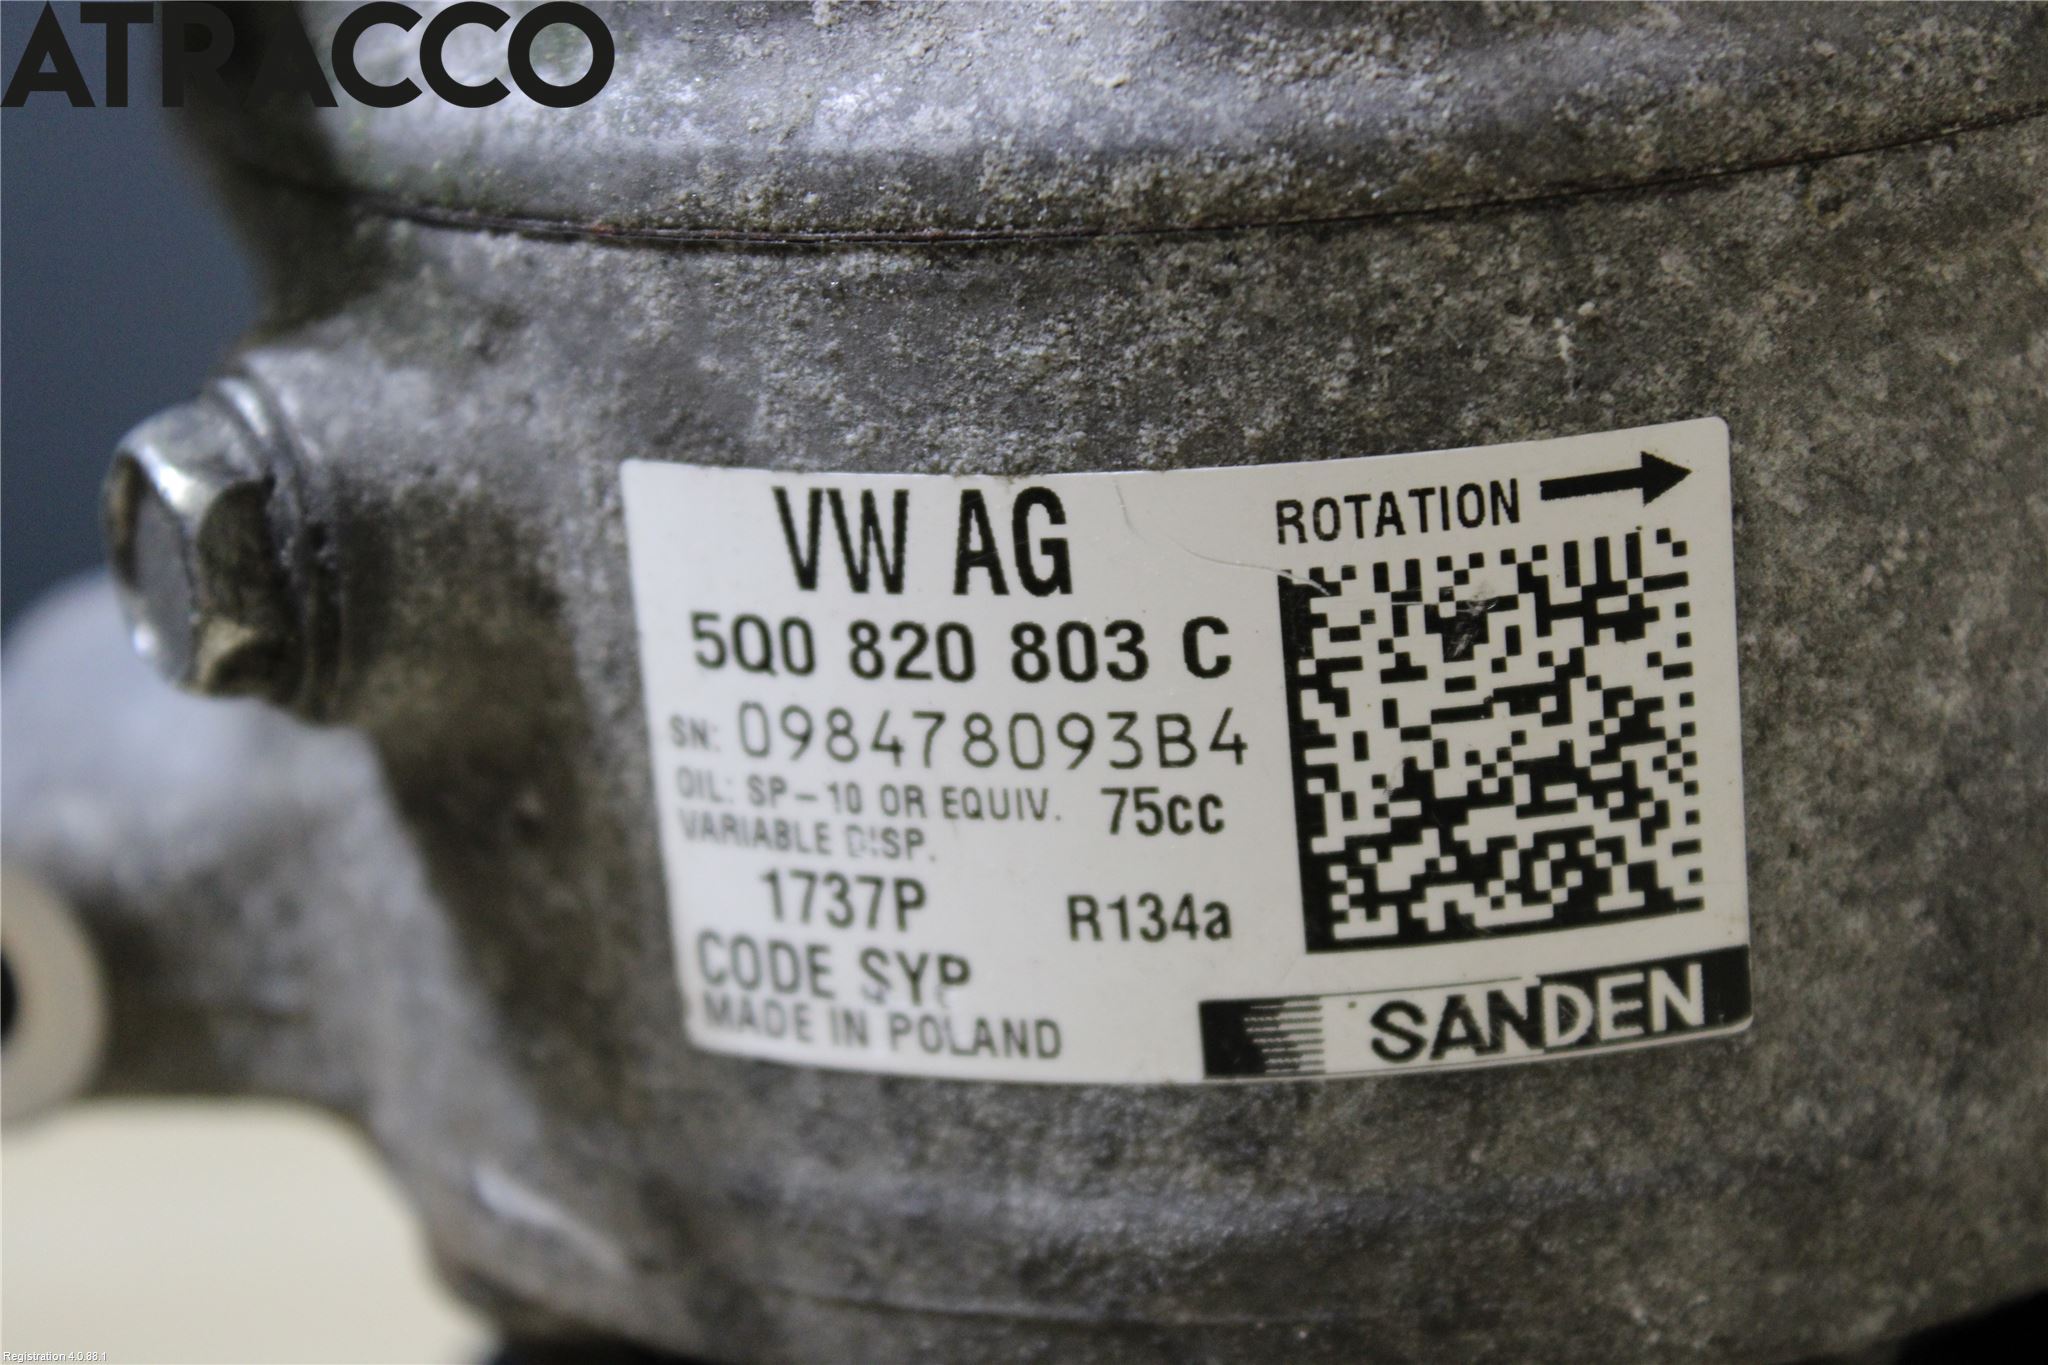 ATRACCO
VW AG
ROTATION
5Q0 820 803 C
SN: 098478093B4
OIL: SP-10 OR EQUIV. 75cc
VARIABLE DISP.
1737P R134a
CODE SYP
MADE IN POLAND
SANDEN
Registration 4.0.88.1